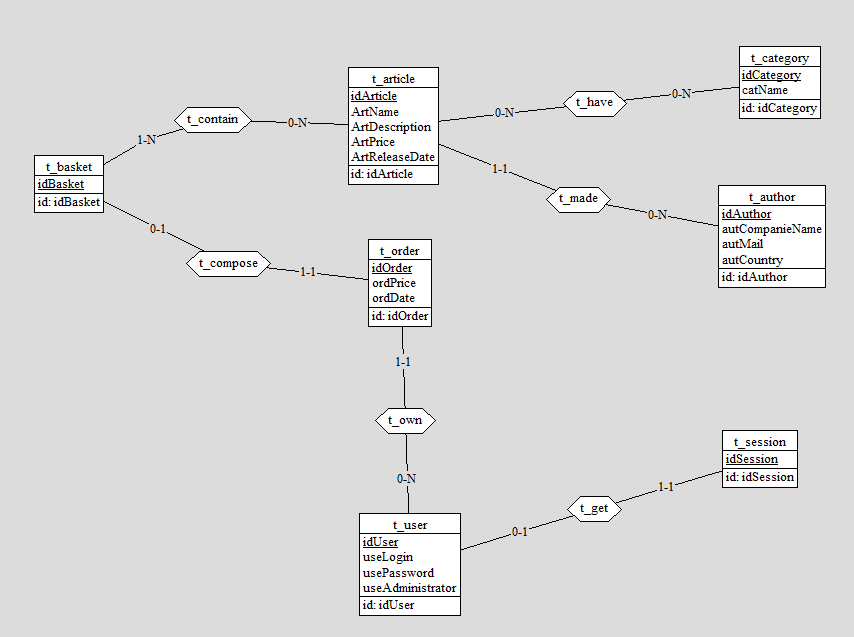 t_category
idCategory
catName
id: idCategory
t_article
idArticle
ArtName
ArtDescription
ArtPrice
ArtReleaseDate
id: idArticle
0-N
t_have
0-N
t_contain
0-N
1-N
t_basket
idBasket
id: idBasket
1-1
t_made
0-N
t_author
idAuthor
autCompanieName
autMail
autCountry
id: idAuthor
0-1
t_compose
1-1
t_order
idOrder
ordPrice
ordDate
id: idOrder
1-1
t_own
0-N
t_session
idSession
id: idSession
1-1
t_get
0-1
t_user
idUser
useLogin
usePassword
useAdministrator
id: idUser